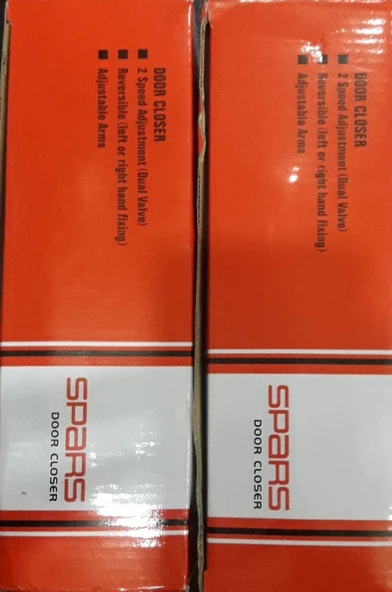 DOOR CLOSER
2 Speed Adjustment (Dual Valve)
Reversible (left or right hand fixing)
Adjustable Arms
SPARS
DOOR CLOSER
DOOR CLOSER
2 Speed Adjustment (Dual Valve)
Reversible (left or right hand fixing)
Adjustable Arms
SPARS
DOOR CLOSER